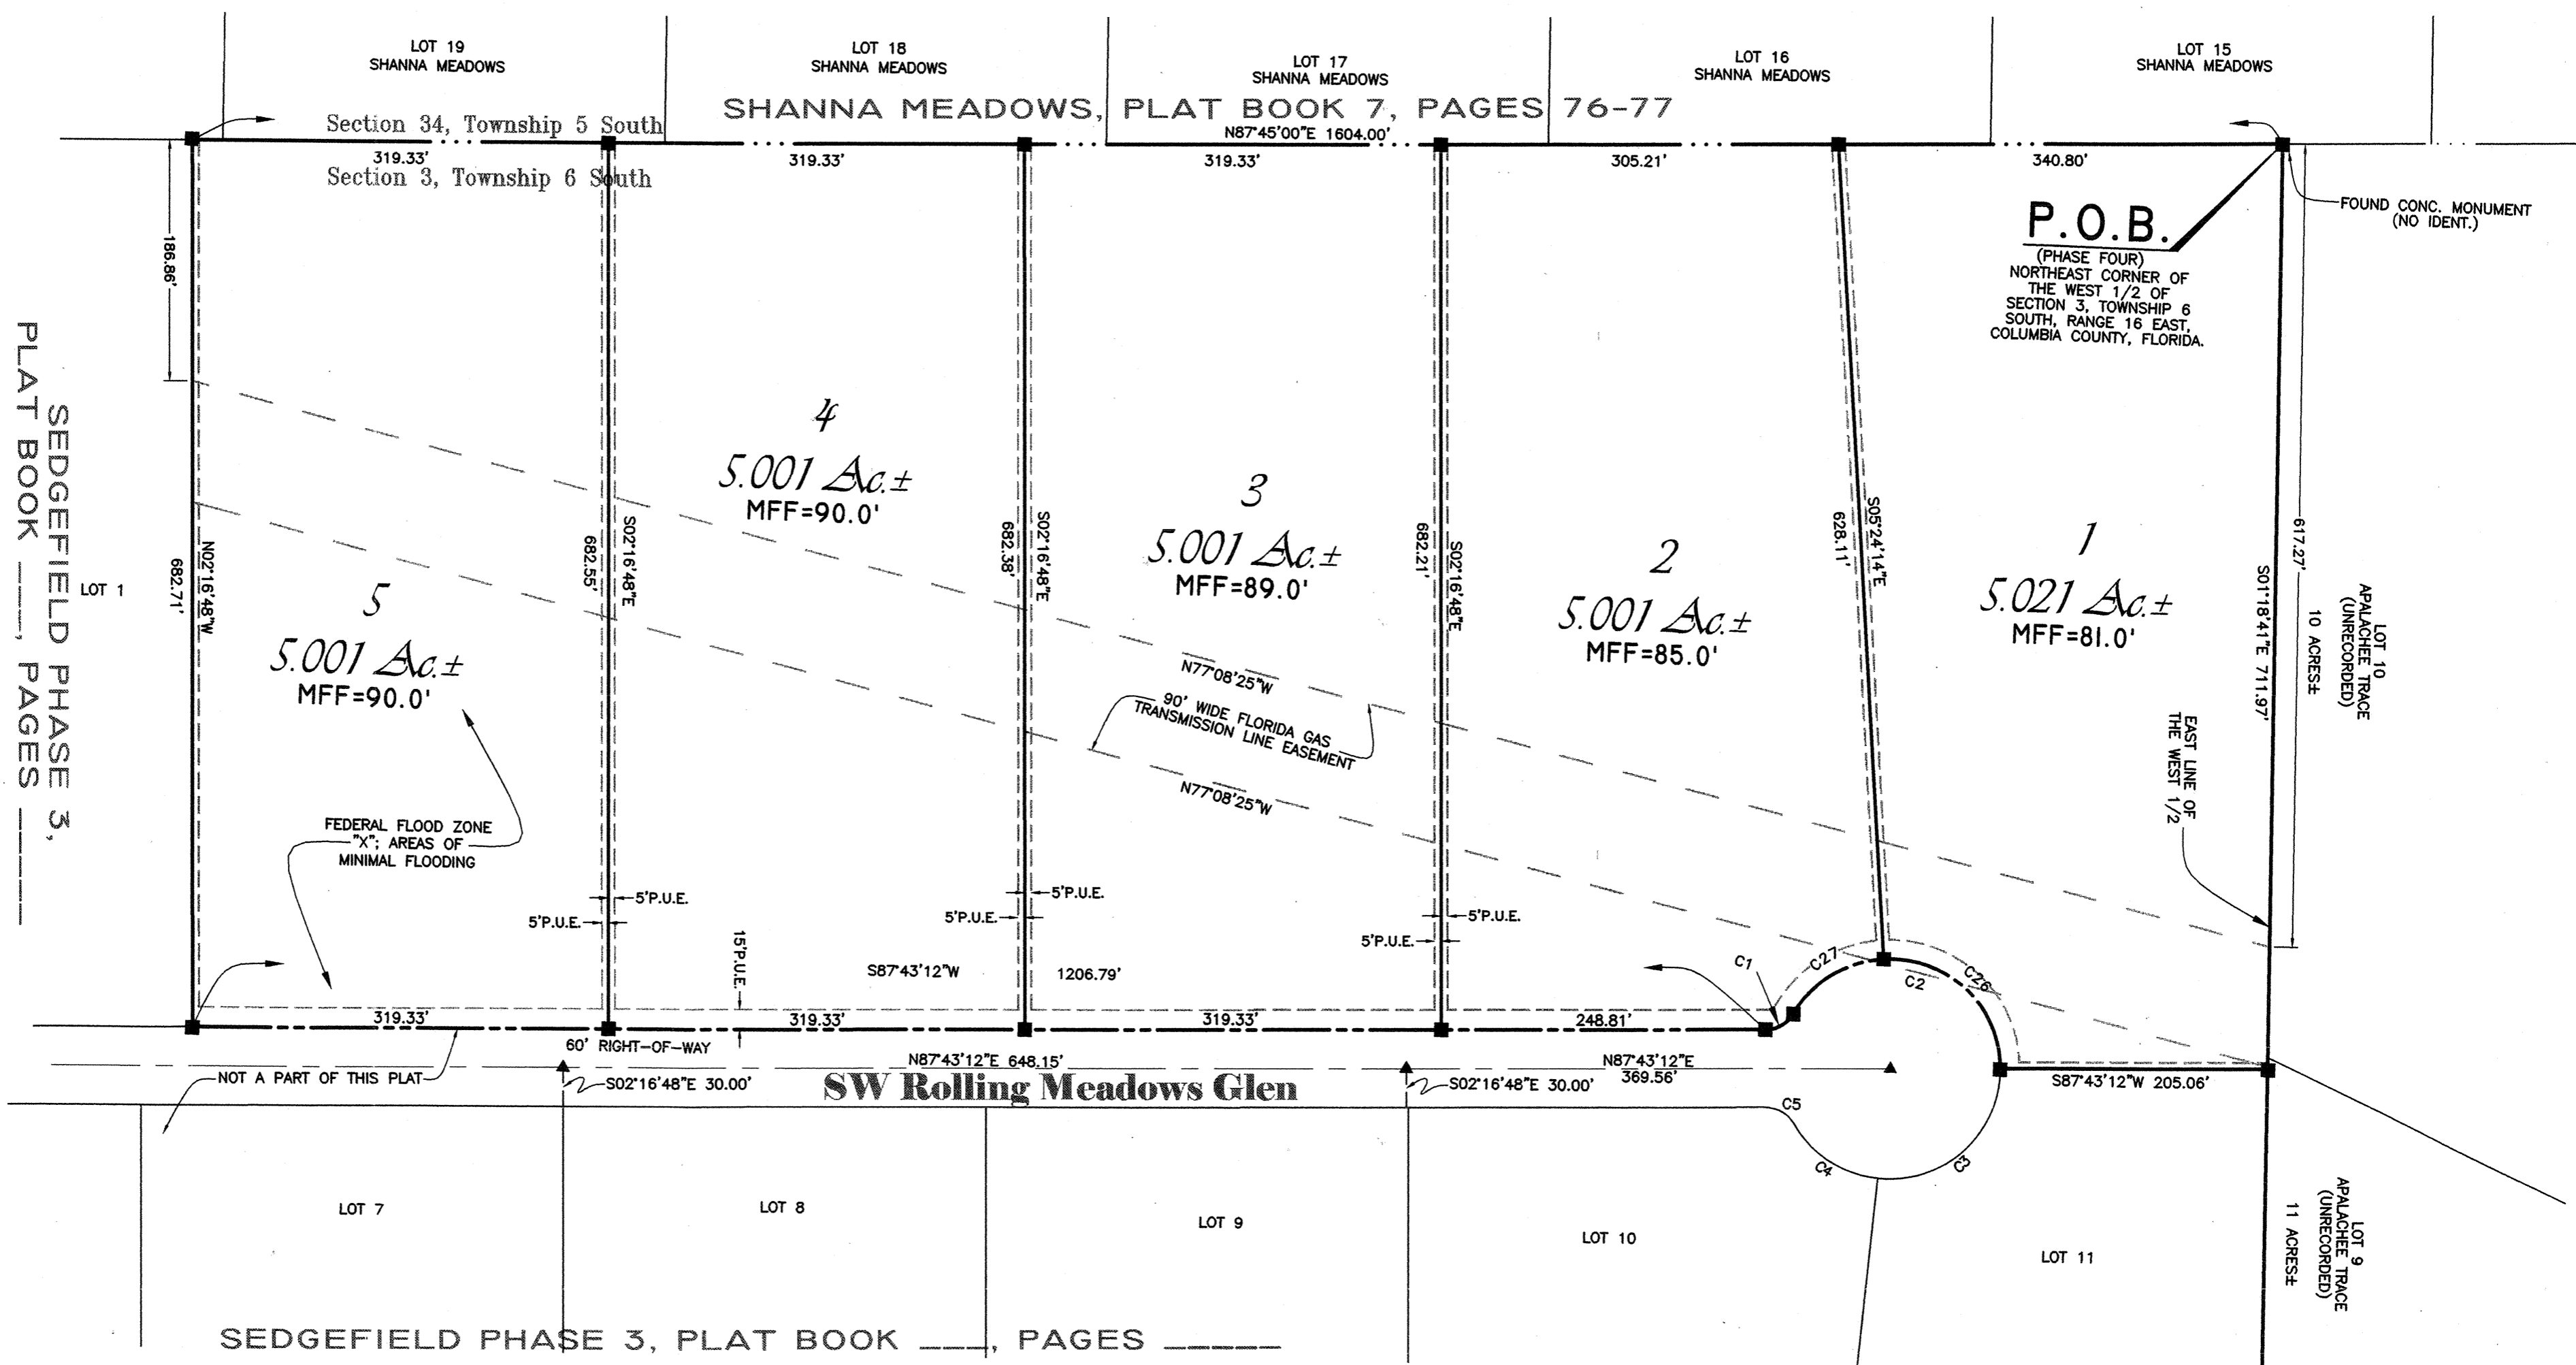 LOT 19
SHANNA MEADOWS
LOT 18
SHANNA MEADOWS
LOT 17
SHANNA MEADOWS
LOT 16
SHANNA MEADOWS
LOT 15
SHANNA MEADOWS
SHANNA MEADOWS, PLAT BOOK 7, PAGES 76-77
Section 34, Township 5 South
N87°45'00"E 1604.00'
319.33'
319.33'
319.33'
305.21'
340.80'
Section 3, Township 6 South
FOUND CONC. MONUMENT
(NO IDENT.)
P.O.B.
(PHASE FOUR)
NORTHEAST CORNER OF
THE WEST 1/2 OF
SECTION 3, TOWNSHIP 6
SOUTH, RANGE 16 EAST,
COLUMBIA COUNTY, FLORIDA.
186.86'
SEDGEFIELD PHASE 3,
PLAT BOOK ___, PAGES _____
LOT 1
N02°16'48"W
682.71'
5
5.001 Ac.±
MFF=90.0'
S02°16'48"E
682.55'
4
5.001 Ac.±
MFF=90.0'
S02°16'48"E
682.38'
3
5.001 Ac.±
MFF=89.0'
S02°16'48"E
682.21'
2
5.001 Ac.±
MFF=85.0'
S05°24'14"E
628.11'
1
5.021 Ac.±
MFF=81.0'
S01°18'41"E 711.97'
617.27'
LOT 10
APALACHEE TRACE
(UNRECORDED)
10 ACRES±
EAST LINE OF
THE WEST 1/2
N77°08'25"W
90' WIDE FLORIDA GAS
TRANSMISSION LINE EASEMENT
N77°08'25"W
FEDERAL FLOOD ZONE
"X"; AREAS OF
MINIMAL FLOODING
5'P.U.E.
5'P.U.E.
5'P.U.E.
5'P.U.E.
5'P.U.E.
5'P.U.E.
15'P.U.E.
S87°43'12"W 1206.79'
C1
C27
C2
C26
319.33'
319.33'
319.33'
248.81'
60' RIGHT-OF-WAY
N87°43'12"E 648.15'
N87°43'12"E
369.56'
NOT A PART OF THIS PLAT
S02°16'48"E 30.00'
SW Rolling Meadows Glen
S02°16'48"E 30.00'
S87°43'12"W 205.06'
C5
C4
C3
LOT 7
LOT 8
LOT 9
LOT 10
LOT 11
LOT 9
APALACHEE TRACE
(UNRECORDED)
11 ACRES±
SEDGEFIELD PHASE 3, PLAT BOOK ___, PAGES _____